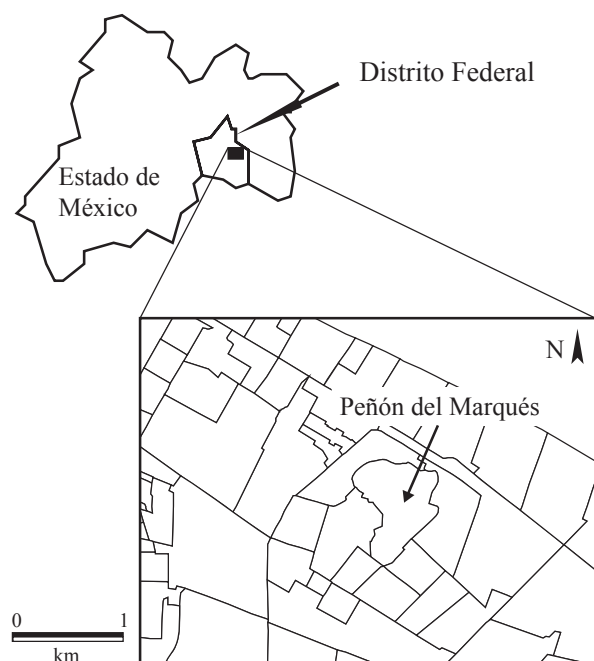 Distrito Federal
Estado de
México
N
Peñón del Marqués
0 1
km